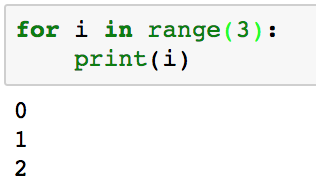 for i in range(3):
    print(i)
0
1
2